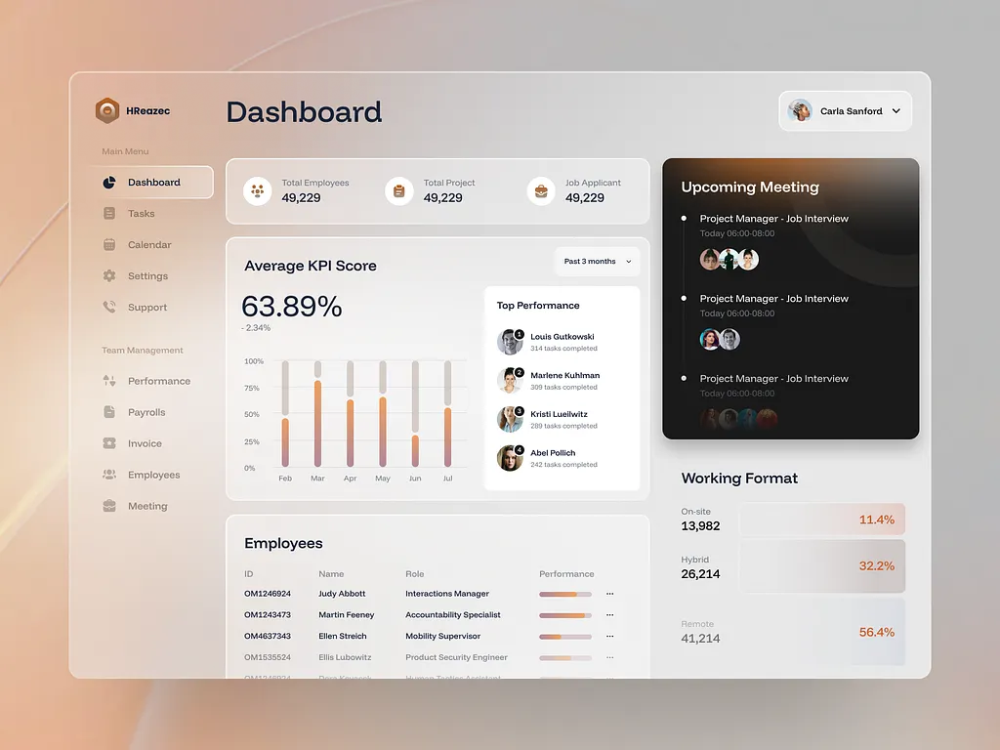 HReazec
Dashboard
Carla Sanford
Main Menu
Dashboard
Tasks
Calendar
Settings
Support
Team Management
Performance
Payrolls
Invoice
Employees
Meeting
Total Employees
49,229
Total Project
49,229
Job Applicant
49,229
Average KPI Score
Past 3 months
63.89%
- 2.34%
100%
75%
50%
25%
0%
Feb Mar Apr May Jun Jul
Top Performance
1
Louis Gutkowski
314 tasks completed
2
Marlene Kuhlman
309 tasks completed
3
Kristi Lueilwitz
289 tasks completed
4
Abel Pollich
242 tasks completed
Employees
ID Name Role Performance
OM1246924 Judy Abbott Interactions Manager
OM1243473 Martin Feeney Accountability Specialist
OM4637343 Ellen Streich Mobility Supervisor
OM1535524 Ellis Lubowitz Product Security Engineer
Upcoming Meeting
Project Manager - Job Interview
Today 06:00-08:00
Project Manager - Job Interview
Today 06:00-08:00
Project Manager - Job Interview
Today 06:00-08:00
Working Format
On-site
13,982
11.4%
Hybrid
26,214
32.2%
Remote
41,214
56.4%